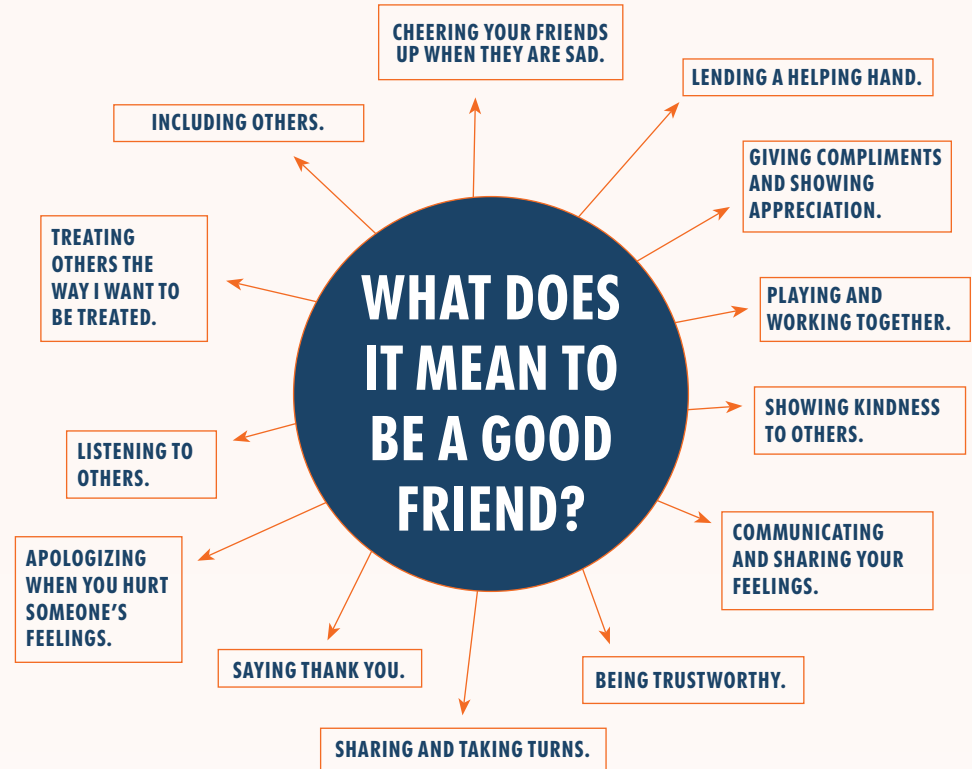 CHEERING YOUR FRIENDS
UP WHEN THEY ARE SAD.
LENDING A HELPING HAND.
INCLUDING OTHERS.
GIVING COMPLIMENTS
AND SHOWING
APPRECIATION.
TREATING
OTHERS THE
WAY I WANT TO
BE TREATED.
WHAT DOES
IT MEAN TO
BE A GOOD
FRIEND?
PLAYING AND
WORKING TOGETHER.
SHOWING KINDNESS
TO OTHERS.
LISTENING TO
OTHERS.
COMMUNICATING
AND SHARING YOUR
FEELINGS.
APOLOGIZING
WHEN YOU HURT
SOMEONE'S
FEELINGS.
SAYING THANK YOU.
BEING TRUSTWORTHY.
SHARING AND TAKING TURNS.